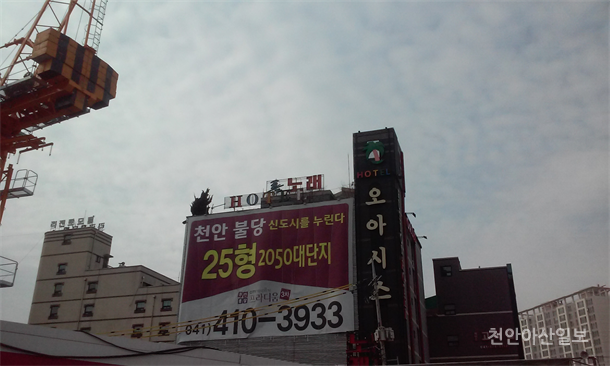 HOT
노래
HOTEL
오아시스
천안 불당 신도시를 누린다
25형 2050대단지
041) 410-3933
천안아산일보